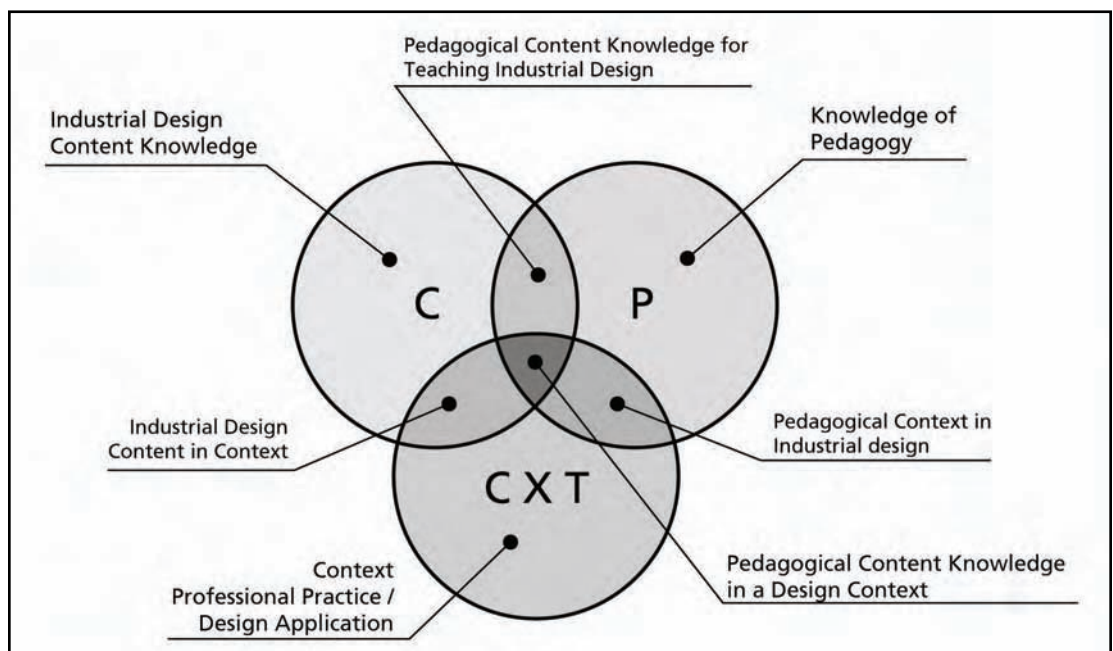 Pedagogical Content Knowledge for
Teaching Industrial Design
Industrial Design
Content Knowledge
Knowledge of
Pedagogy
C
P
Industrial Design
Content in Context
Pedagogical Context in
Industrial design
C X T
Context
Professional Practice /
Design Application
Pedagogical Content Knowledge
in a Design Context